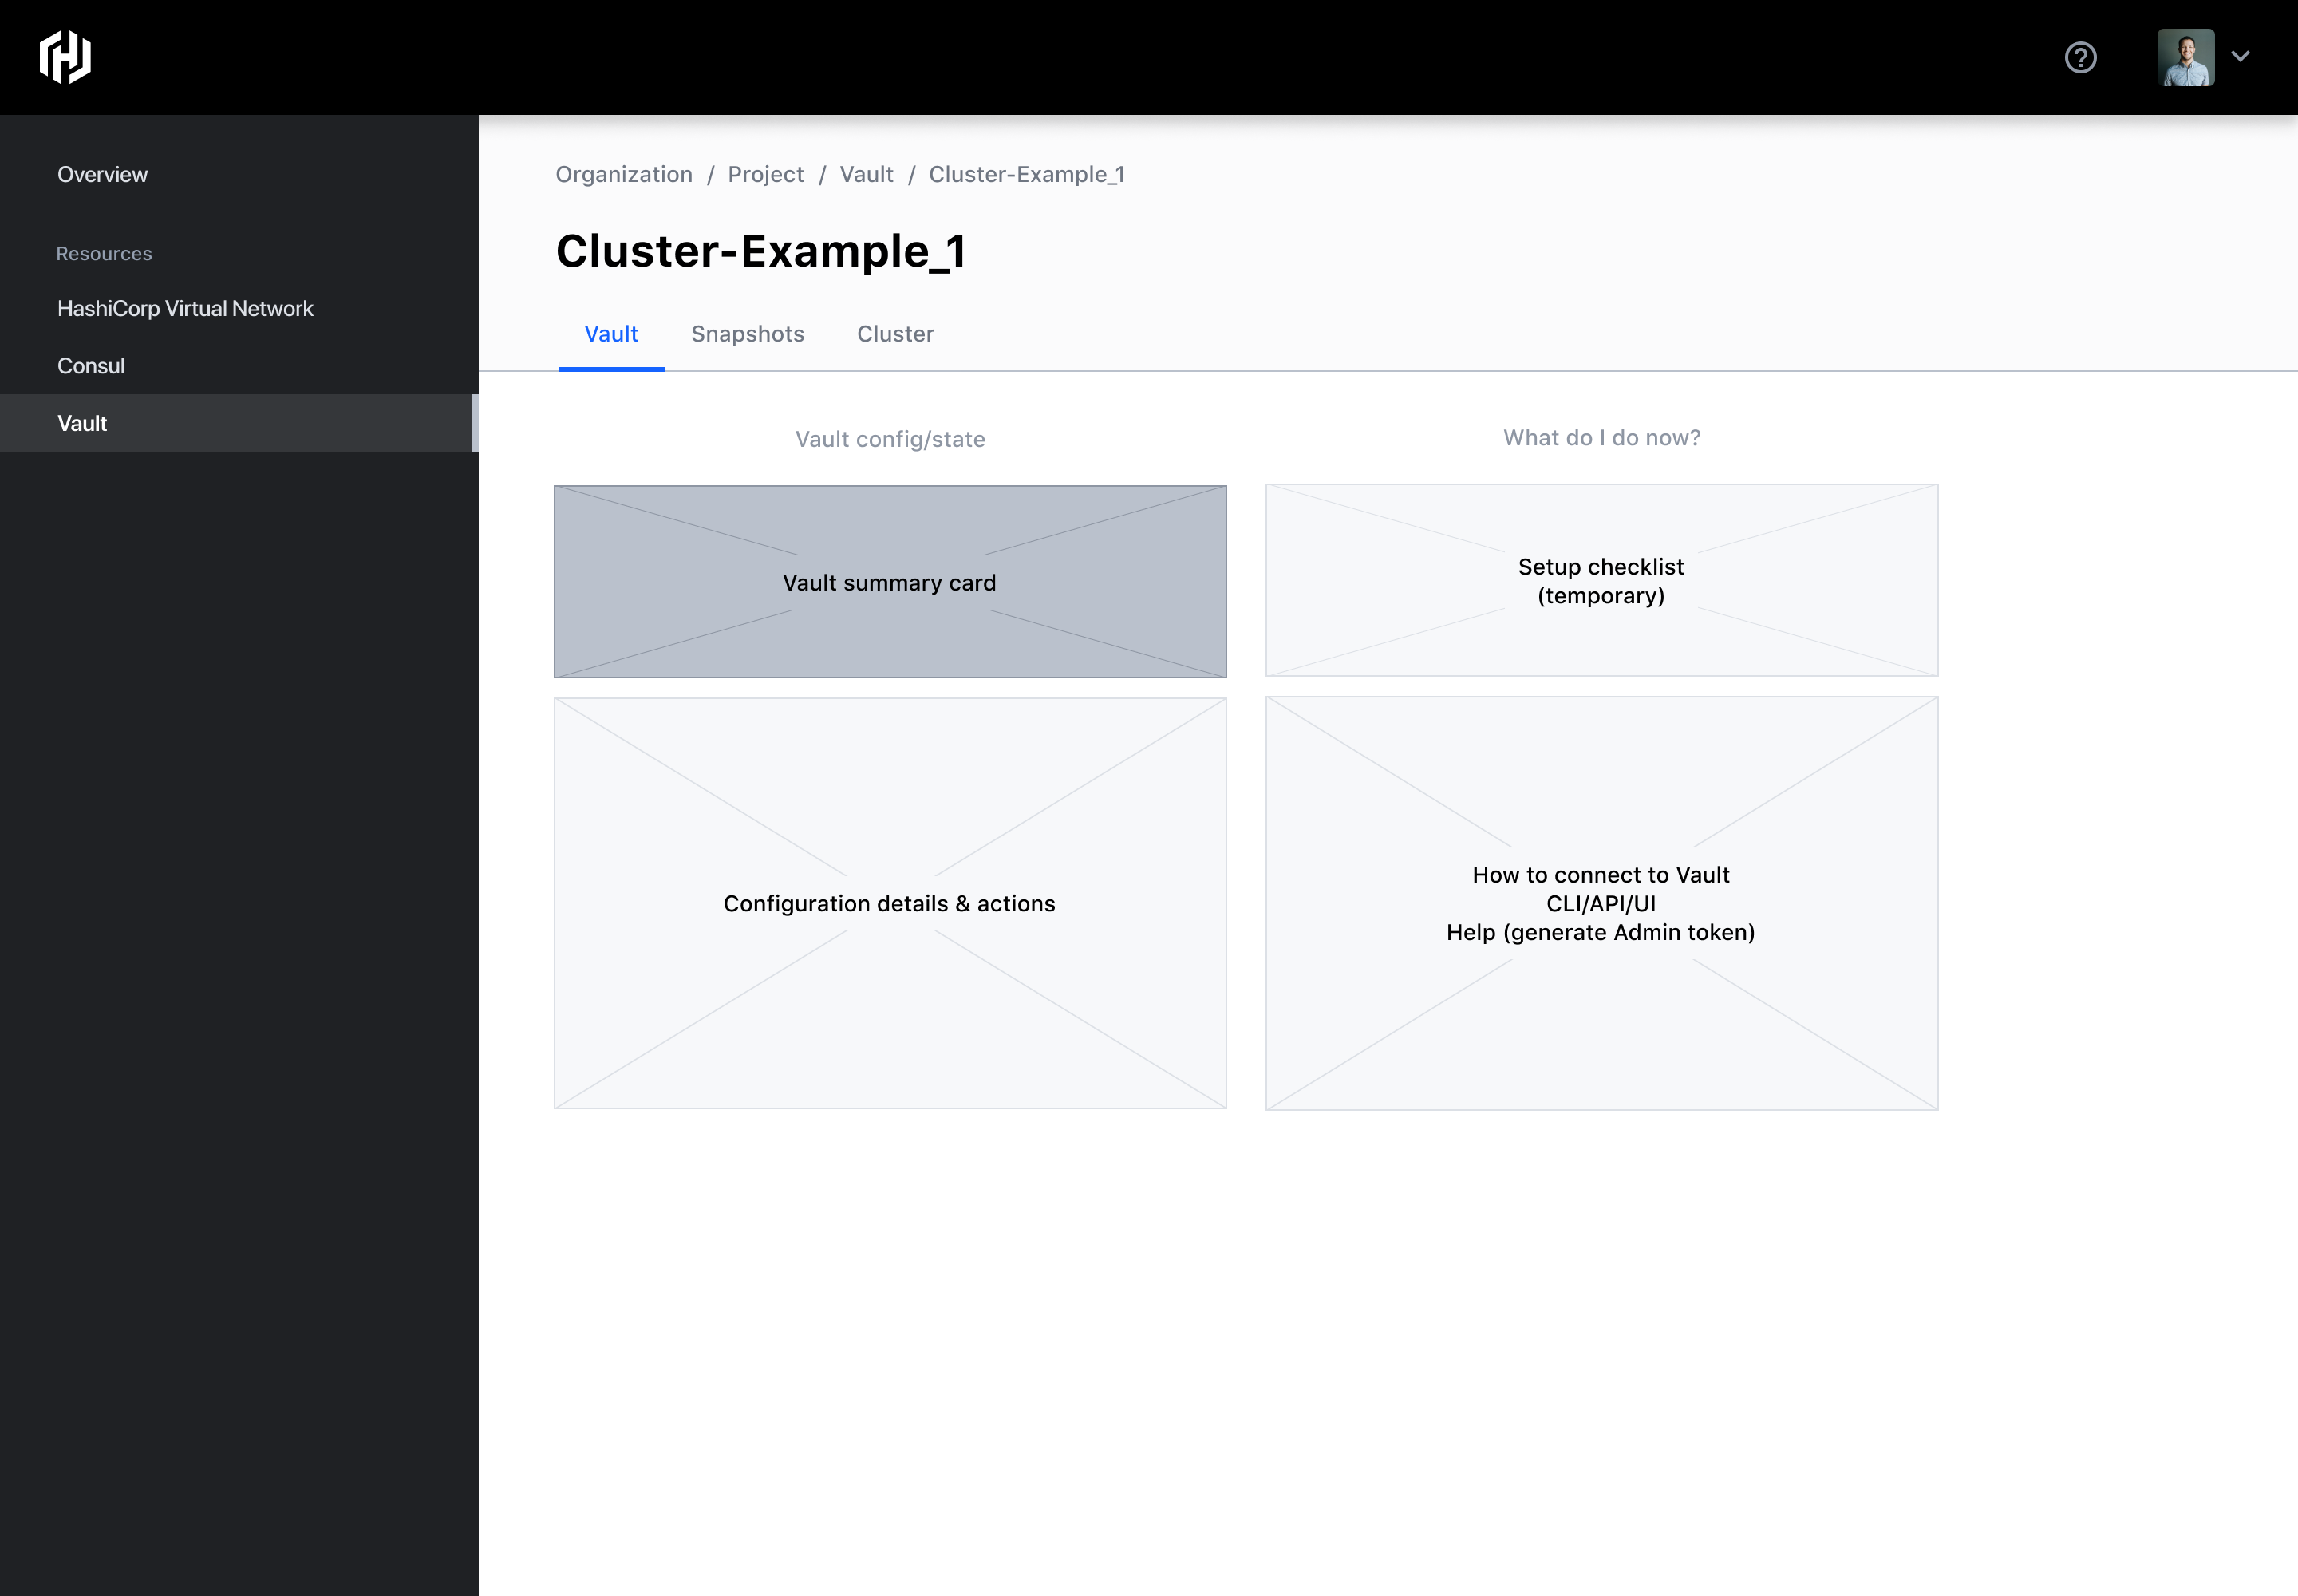 Overview
Resources
HashiCorp Virtual Network
Consul
Vault
Organization / Project / Vault / Cluster-Example_1
Cluster-Example_1
Vault Snapshots Cluster
Vault config/state
Vault summary card
Configuration details & actions
What do I do now?
Setup checklist
(temporary)
How to connect to Vault
CLI/API/UI
Help (generate Admin token)